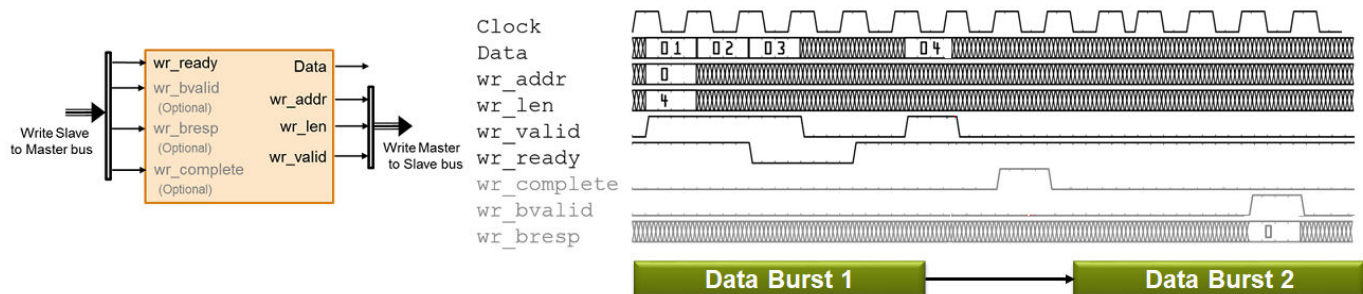 wr_ready
wr_bvalid
(Optional)
wr_bresp
(Optional)
wr_complete
(Optional)
Data
wr_addr
wr_len
wr_valid
Write Slave
to Master bus
Write Master
to Slave bus
Clock
Data 01 02 03 04
wr_addr 0
wr_len 4
wr_valid
wr_ready
wr_complete
wr_bvalid
wr_bresp 0
Data Burst 1
Data Burst 2